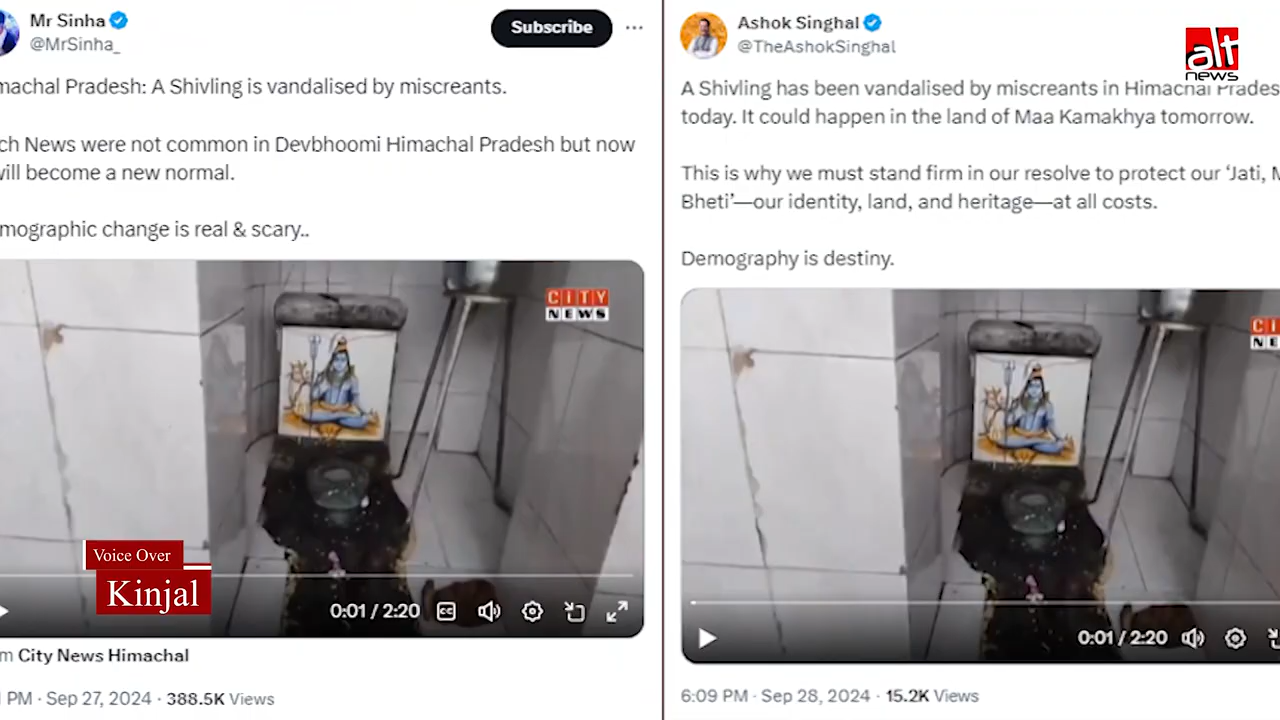 Mr Sinha
@MrSinha_
Subscribe
machal Pradesh: A Shivling is vandalised by miscreants.
ch News were not common in Devbhoomi Himachal Pradesh but now
will become a new normal.
mographic change is real & scary..
CITY
NEWS
Voice Over
Kinjal
0:01 / 2:20
City News Himachal
PM · Sep 27, 2024 · 388.5K Views
Ashok Singhal
@TheAshokSinghal
alt
news
A Shivling has been vandalised by miscreants in Himachal Prades
today. It could happen in the land of Maa Kamakhya tomorrow.
This is why we must stand firm in our resolve to protect our ‘Jati, M
Bheti’—our identity, land, and heritage—at all costs.
Demography is destiny.
CI
NE
0:01 / 2:20
6:09 PM · Sep 28, 2024 · 15.2K Views